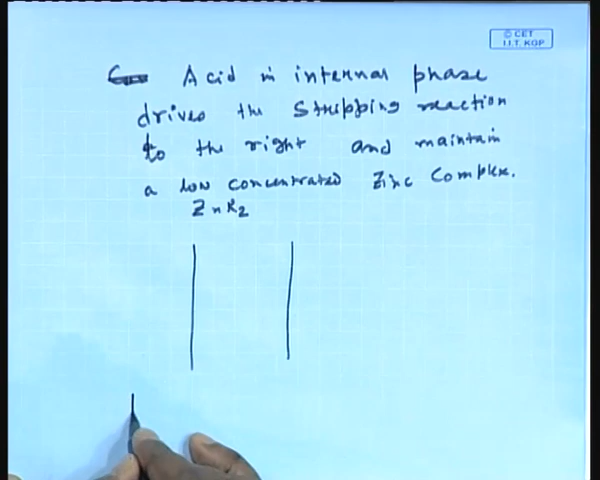 © CET
I.I.T. KGP
Acid in internal phase
drives the stripping reaction
to the right and maintain
a low concentrated Zinc Complex.
ZnR2